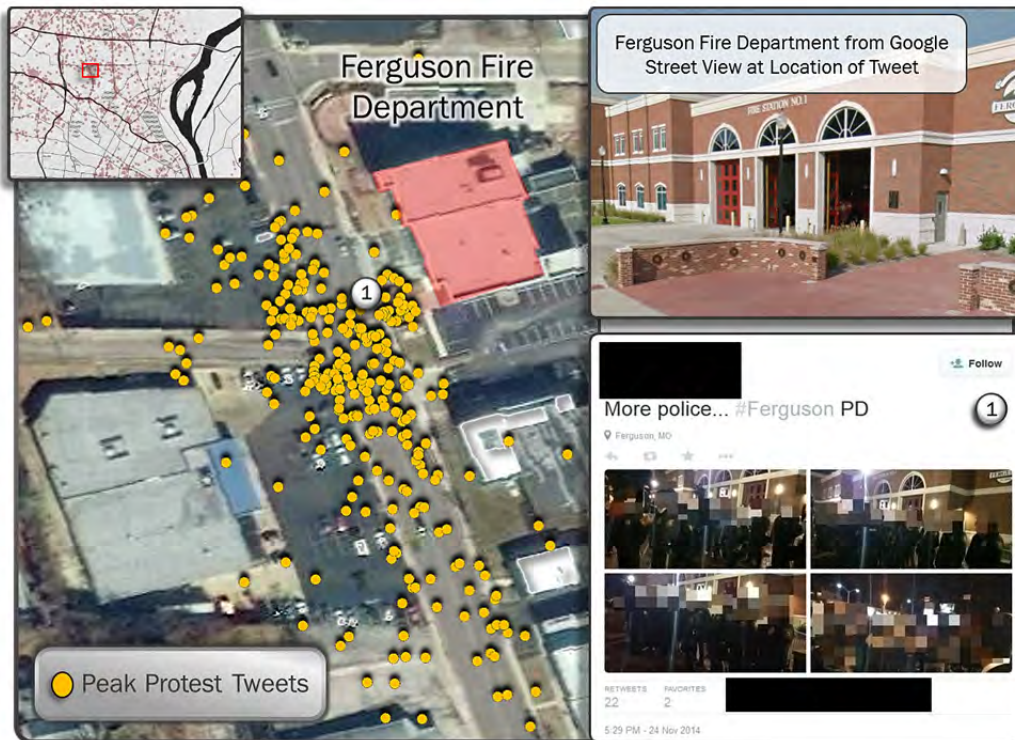 Ferguson Fire
Department
Ferguson Fire Department from Google
Street View at Location of Tweet
FIRE STATION NO. 1
1
Follow
More police... #Ferguson PD
1
Ferguson, MO
RETWEETS
FAVORITES
22
2
5:29 PM - 24 Nov 2014
Peak Protest Tweets